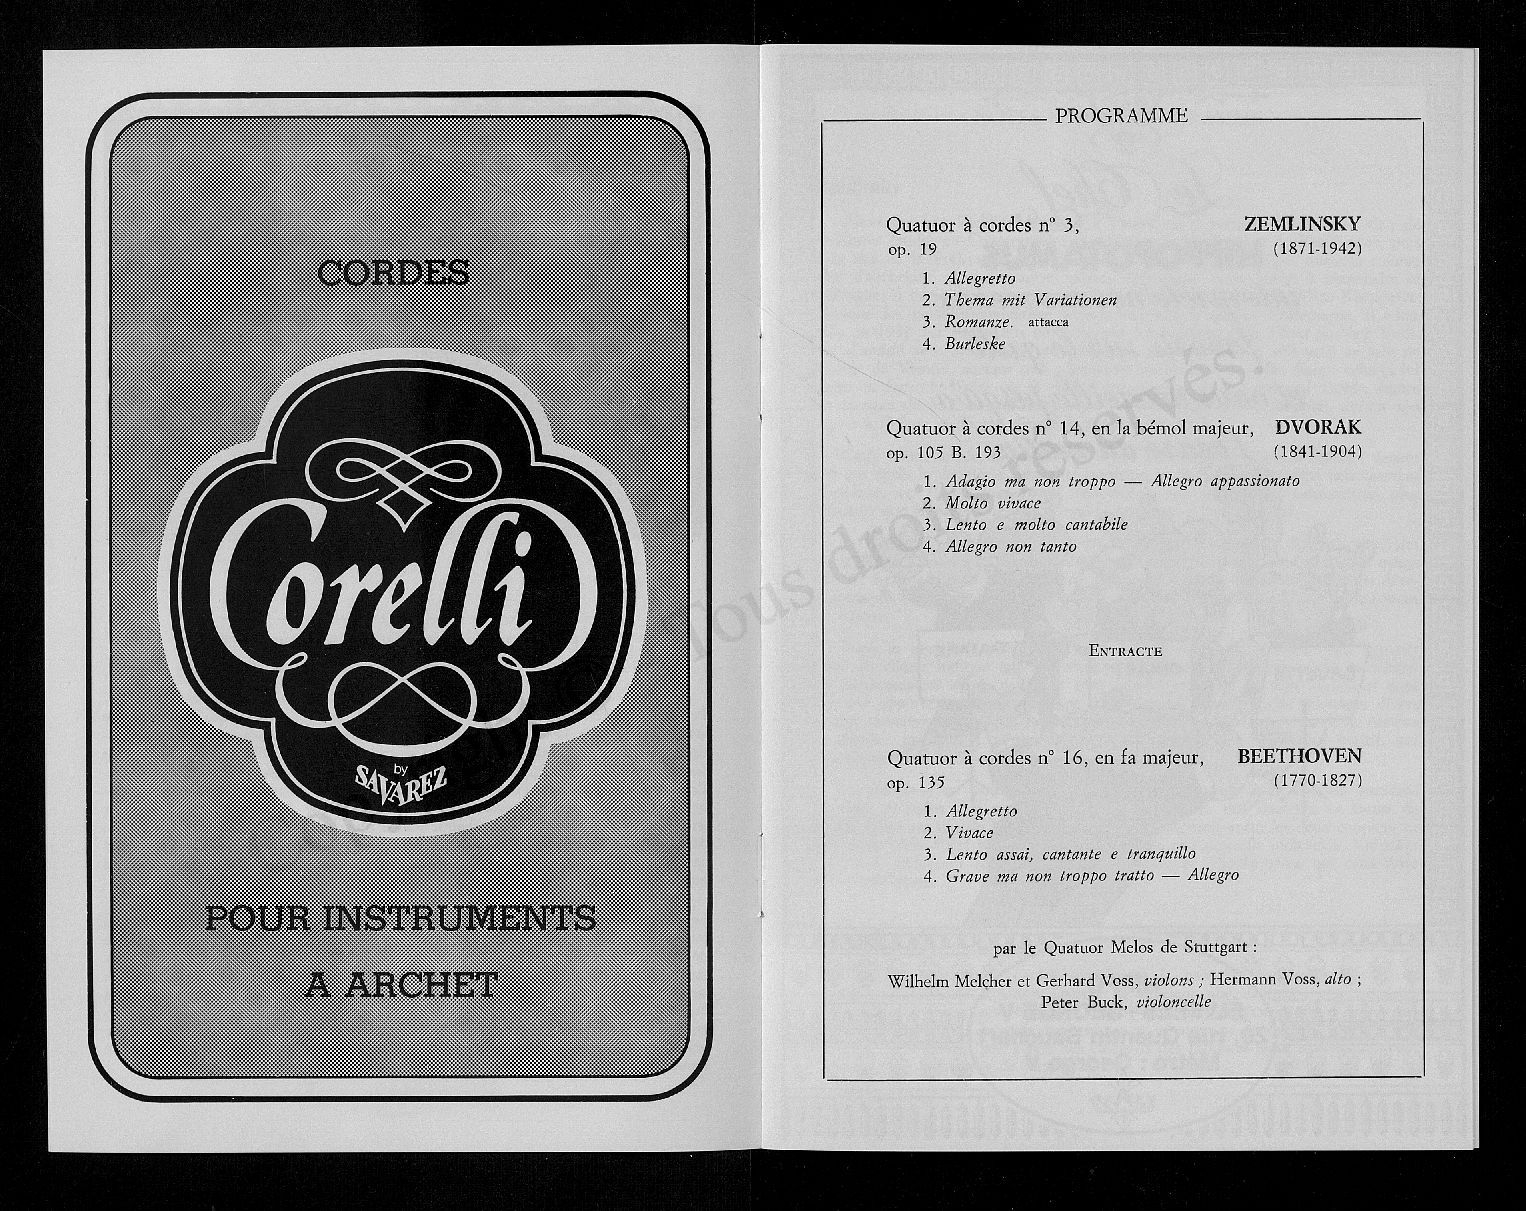 CORDES
Corelli
by
SAVAREZ
POUR INSTRUMENTS
A ARCHET
PROGRAMME
Quatuor à cordes n° 3, ZEMLINSKY
op. 19 (1871-1942)
1. Allegretto
2. Thema mit Variationen
3. Romanze. attacca
4. Burleske
Quatuor à cordes n° 14, en la bémol majeur, DVORAK
op. 105 B. 193 (1841-1904)
1. Adagio ma non troppo — Allegro appassionato
2. Molto vivace
3. Lento e molto cantabile
4. Allegro non tanto
ENTRACTE
Quatuor à cordes n° 16, en fa majeur, BEETHOVEN
op. 135 (1770-1827)
1. Allegretto
2. Vivace
3. Lento assai, cantante e tranquillo
4. Grave ma non troppo tratto — Allegro
par le Quatuor Melos de Stuttgart :
Wilhelm Melcher et Gerhard Voss, violons ; Hermann Voss, alto ;
Peter Buck, violoncelle
Tous droits réservés.